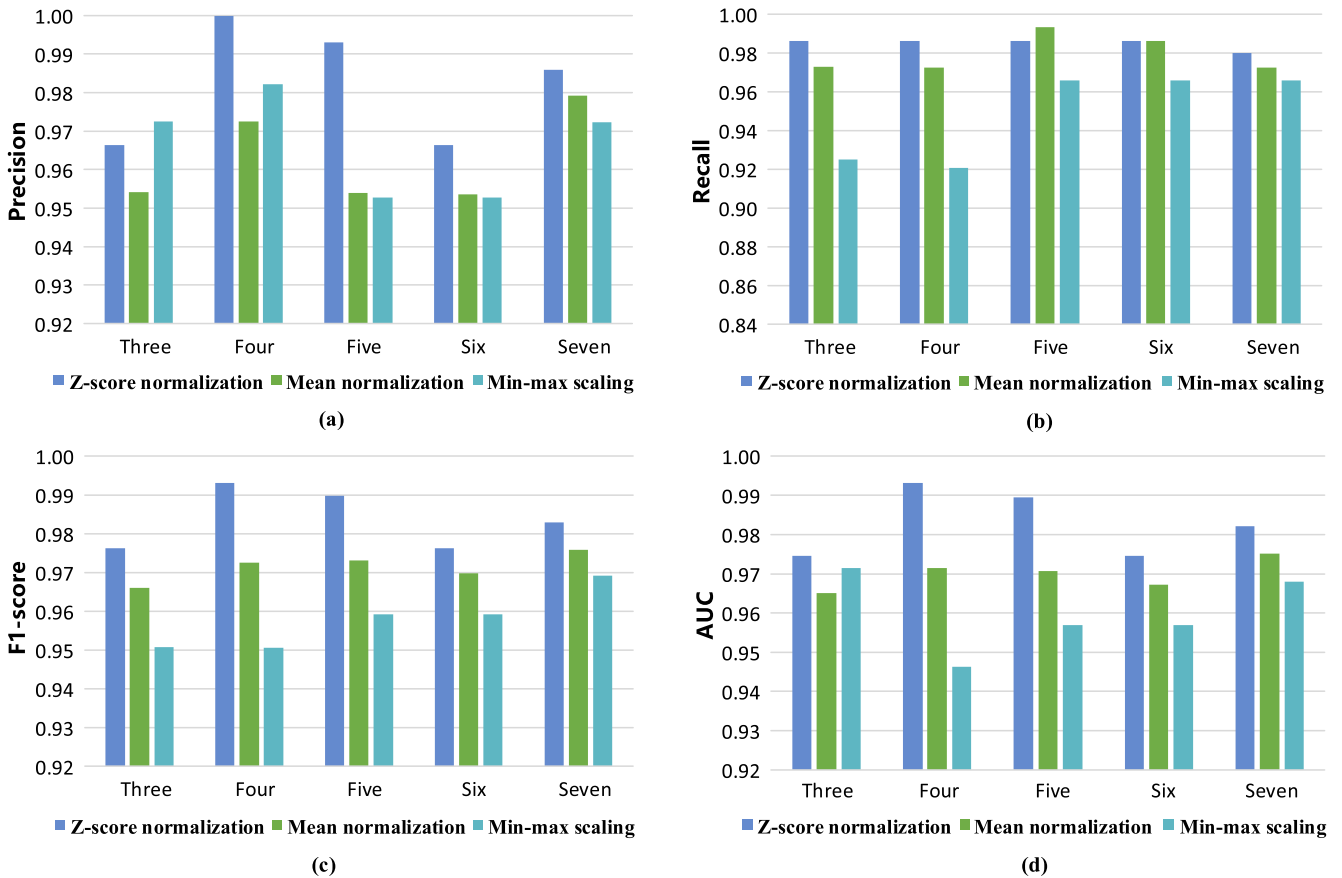 Precision
1.00
0.99
0.98
0.97
0.96
0.95
0.94
0.93
0.92
Three Four Five Six Seven
Z-score normalization Mean normalization Min-max scaling
(a)
Recall
1.00
0.98
0.96
0.94
0.92
0.90
0.88
0.86
0.84
Three Four Five Six Seven
Z-score normalization Mean normalization Min-max scaling
(b)
F1-score
1.00
0.99
0.98
0.97
0.96
0.95
0.94
0.93
0.92
Three Four Five Six Seven
Z-score normalization Mean normalization Min-max scaling
(c)
AUC
1.00
0.99
0.98
0.97
0.96
0.95
0.94
0.93
0.92
Three Four Five Six Seven
Z-score normalization Mean normalization Min-max scaling
(d)